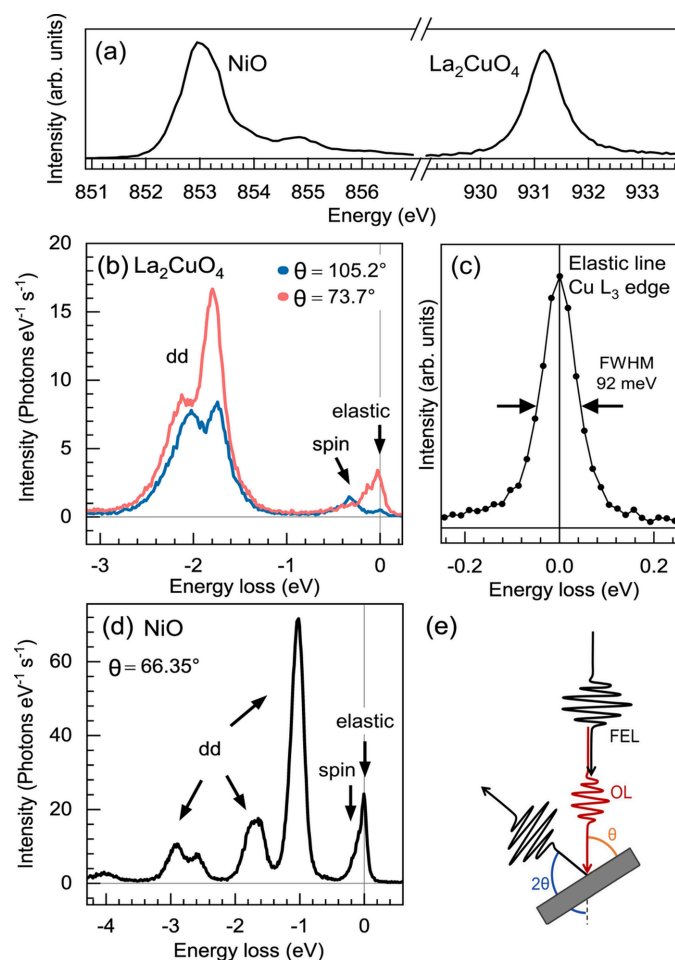 (a)
NiO
La₂CuO₄
Intensity (arb. units)
851 852 853 854 855 856 930 931 932 933
Energy (eV)
(b) La₂CuO₄
θ = 105.2°
θ = 73.7°
dd
elastic
spin
20
15
10
5
0
Intensity (Photons eV⁻¹ s⁻¹)
-3 -2 -1 0
Energy loss (eV)
(c)
Elastic line
Cu L₃ edge
FWHM
92 meV
Intensity (arb. units)
-0.2 0.0 0.2
Energy loss (eV)
(d) NiO
θ = 66.35°
dd
elastic
spin
60
40
20
0
Intensity (Photons eV⁻¹ s⁻¹)
-4 -3 -2 -1 0
Energy loss (eV)
(e)
FEL
OL
θ
2θ